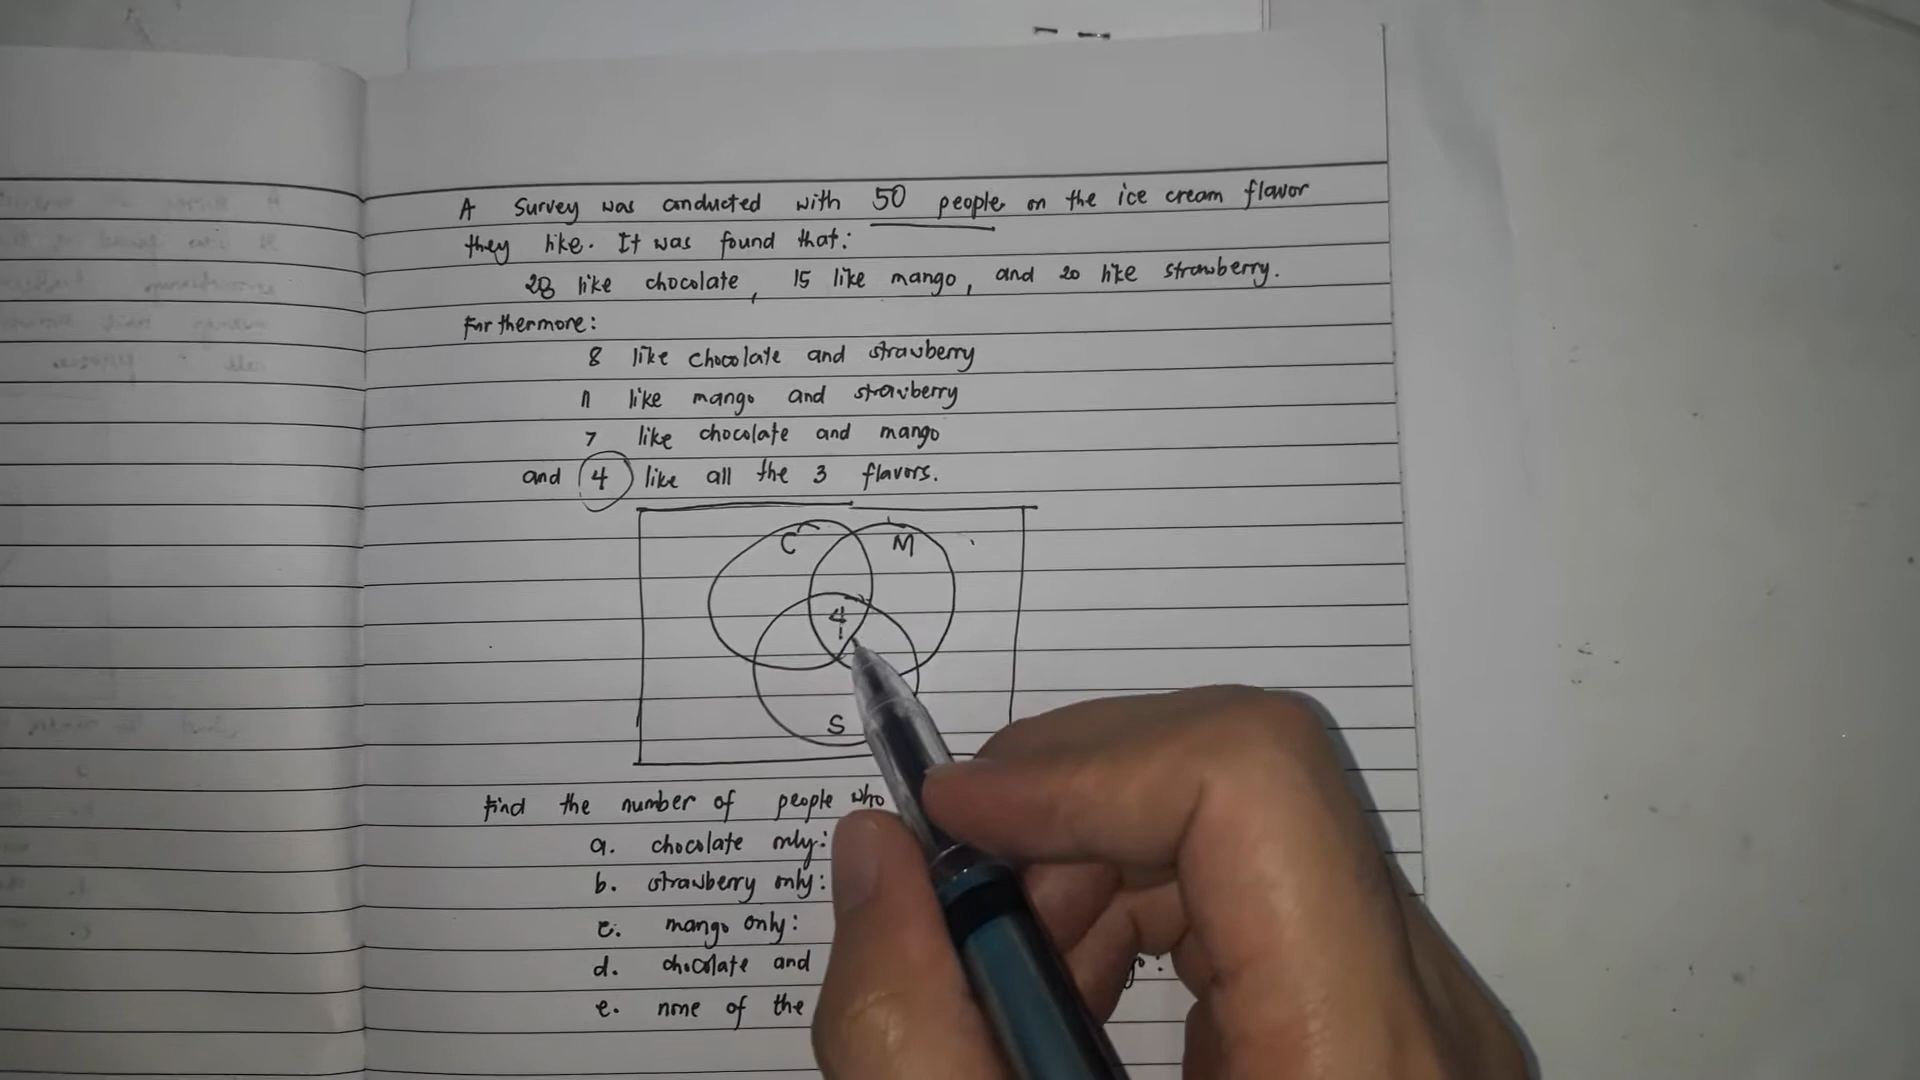 A survey was conducted with 50 people on the ice cream flavor
they like. It was found that:
28 like chocolate, 15 like mango, and 20 like strawberry.
Furthermore:
8 like chocolate and strawberry
11 like mango and strawberry
7 like chocolate and mango
and 4 like all the 3 flavors.
C M
4
S
Find the number of people who
a. chocolate only:
b. strawberry only:
c. mango only:
d. chocolate and
e. none of the